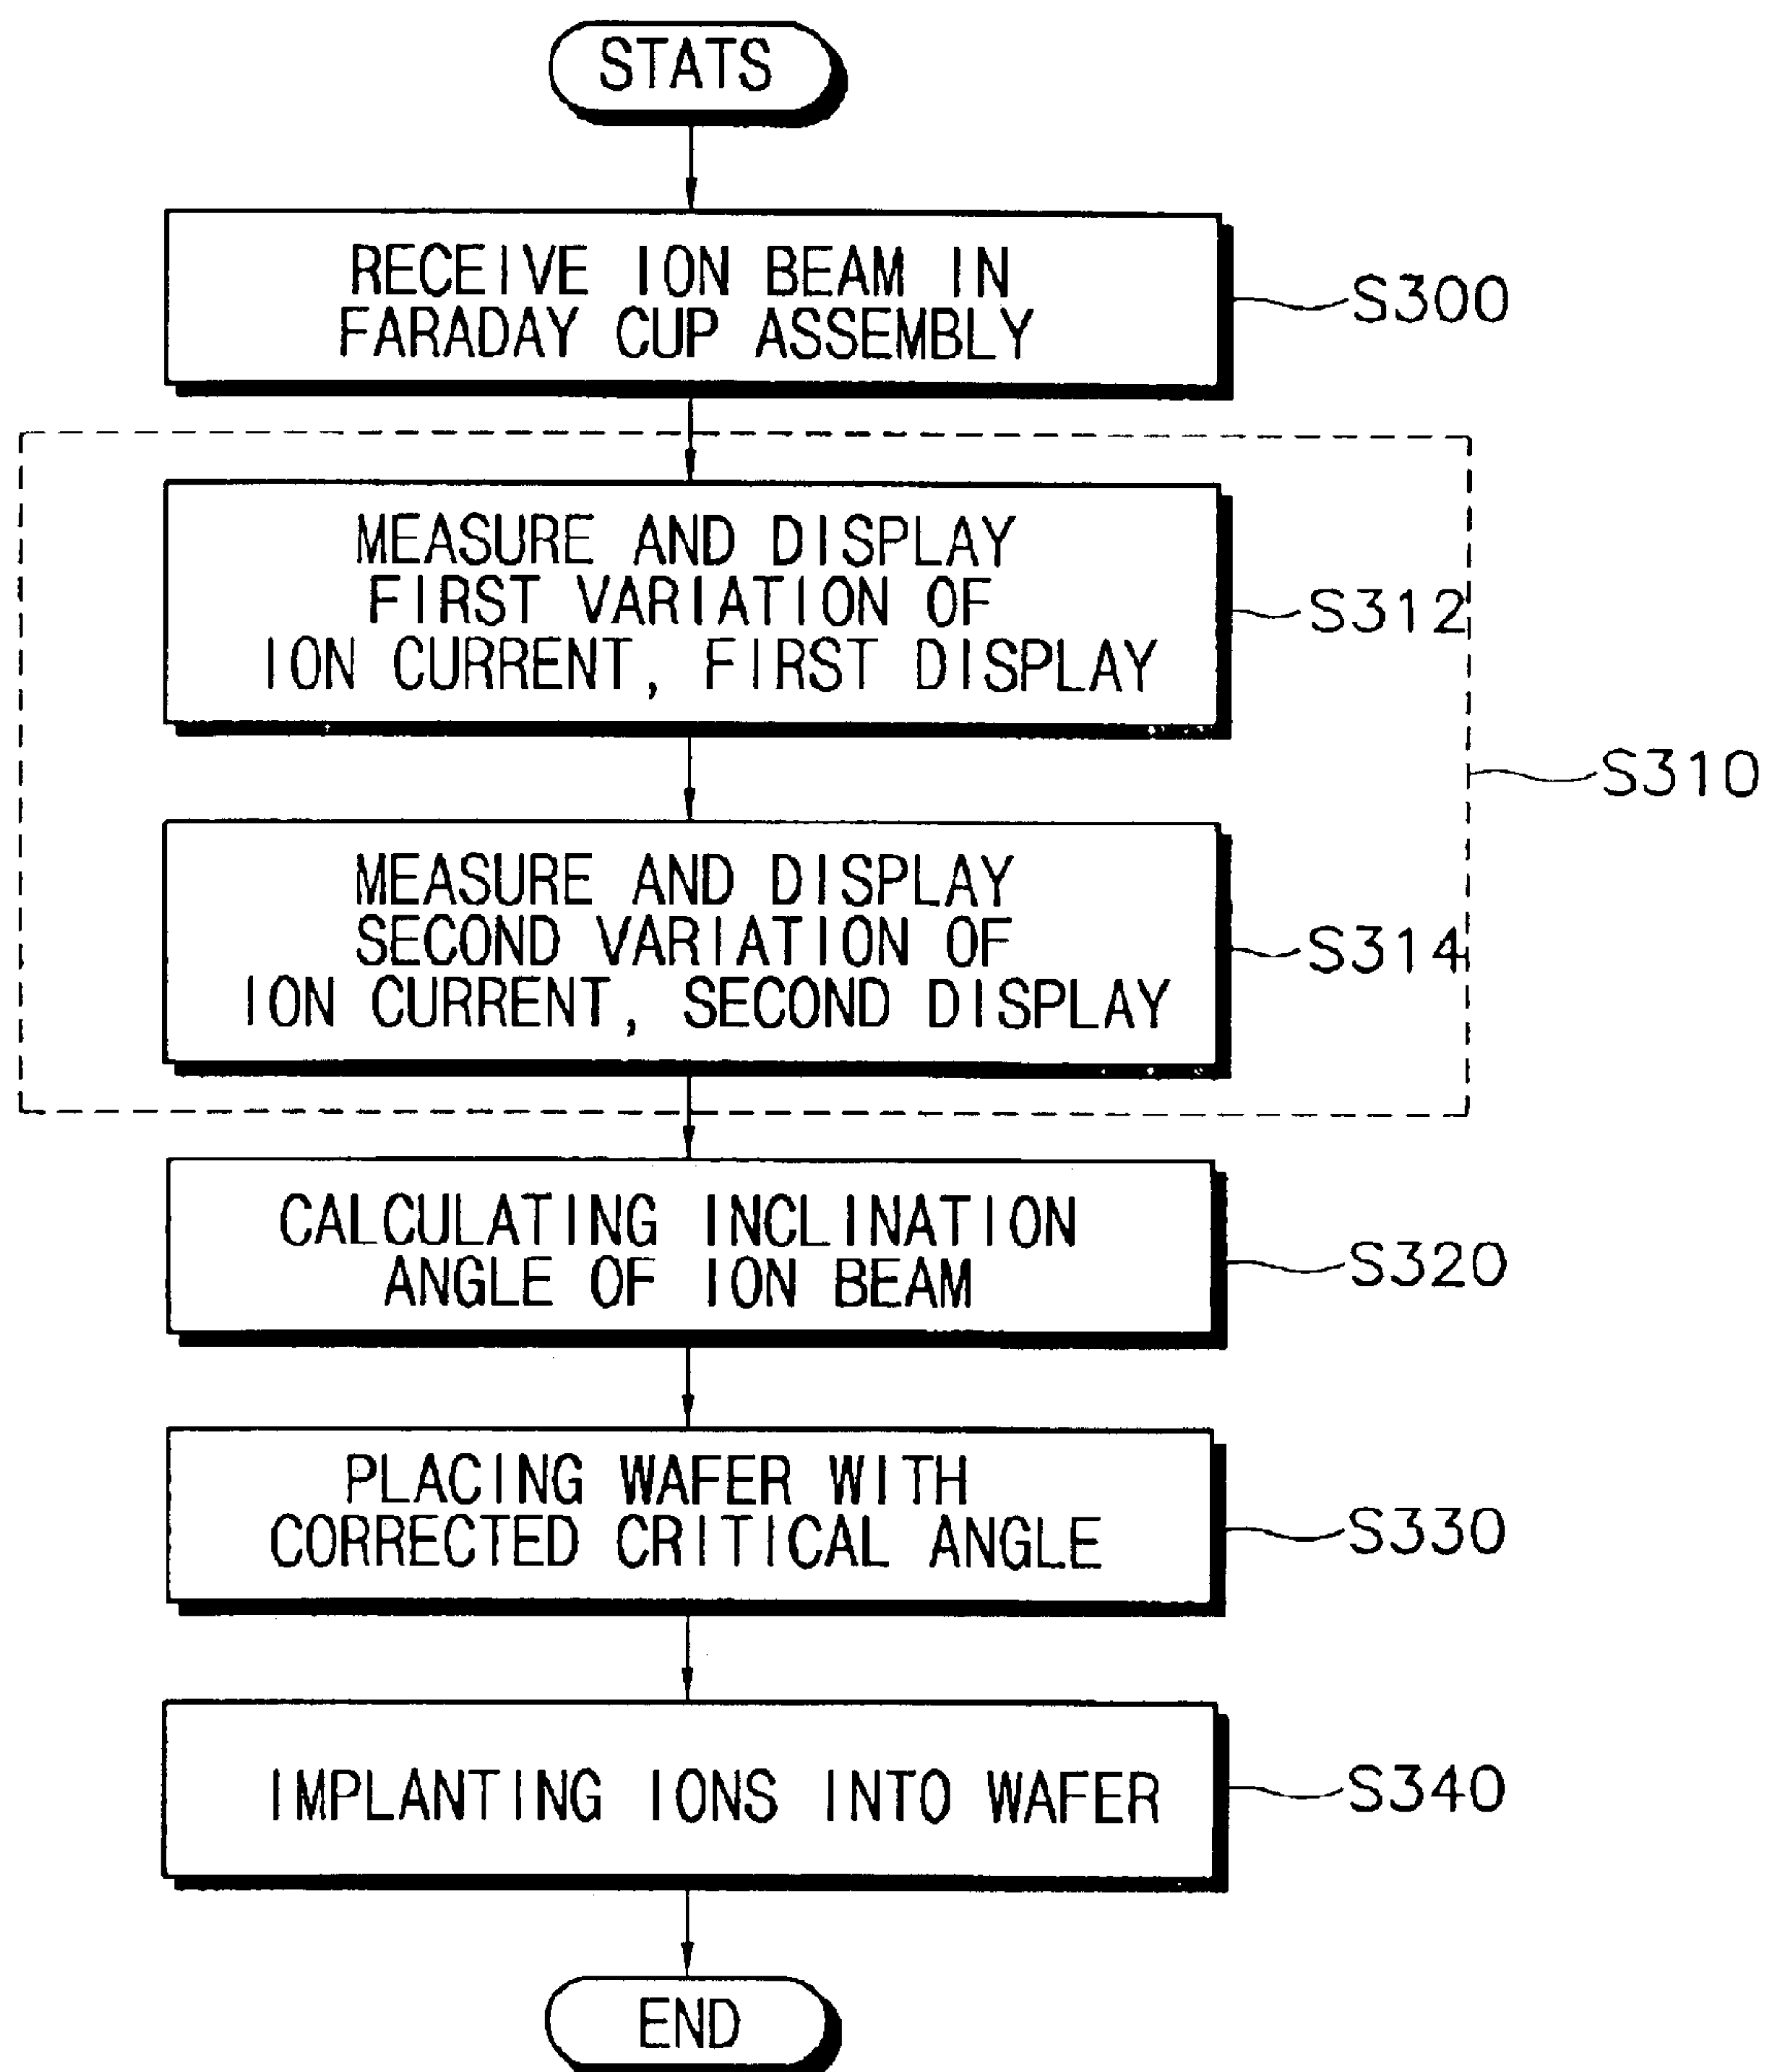 STATS
RECEIVE ION BEAM IN
FARADAY CUP ASSEMBLY
S300
MEASURE AND DISPLAY
FIRST VARIATION OF
ION CURRENT, FIRST DISPLAY
S312
S310
MEASURE AND DISPLAY
SECOND VARIATION OF
ION CURRENT, SECOND DISPLAY
S314
CALCULATING INCLINATION
ANGLE OF ION BEAM
S320
PLACING WAFER WITH
CORRECTED CRITICAL ANGLE
S330
IMPLANTING IONS INTO WAFER
S340
END